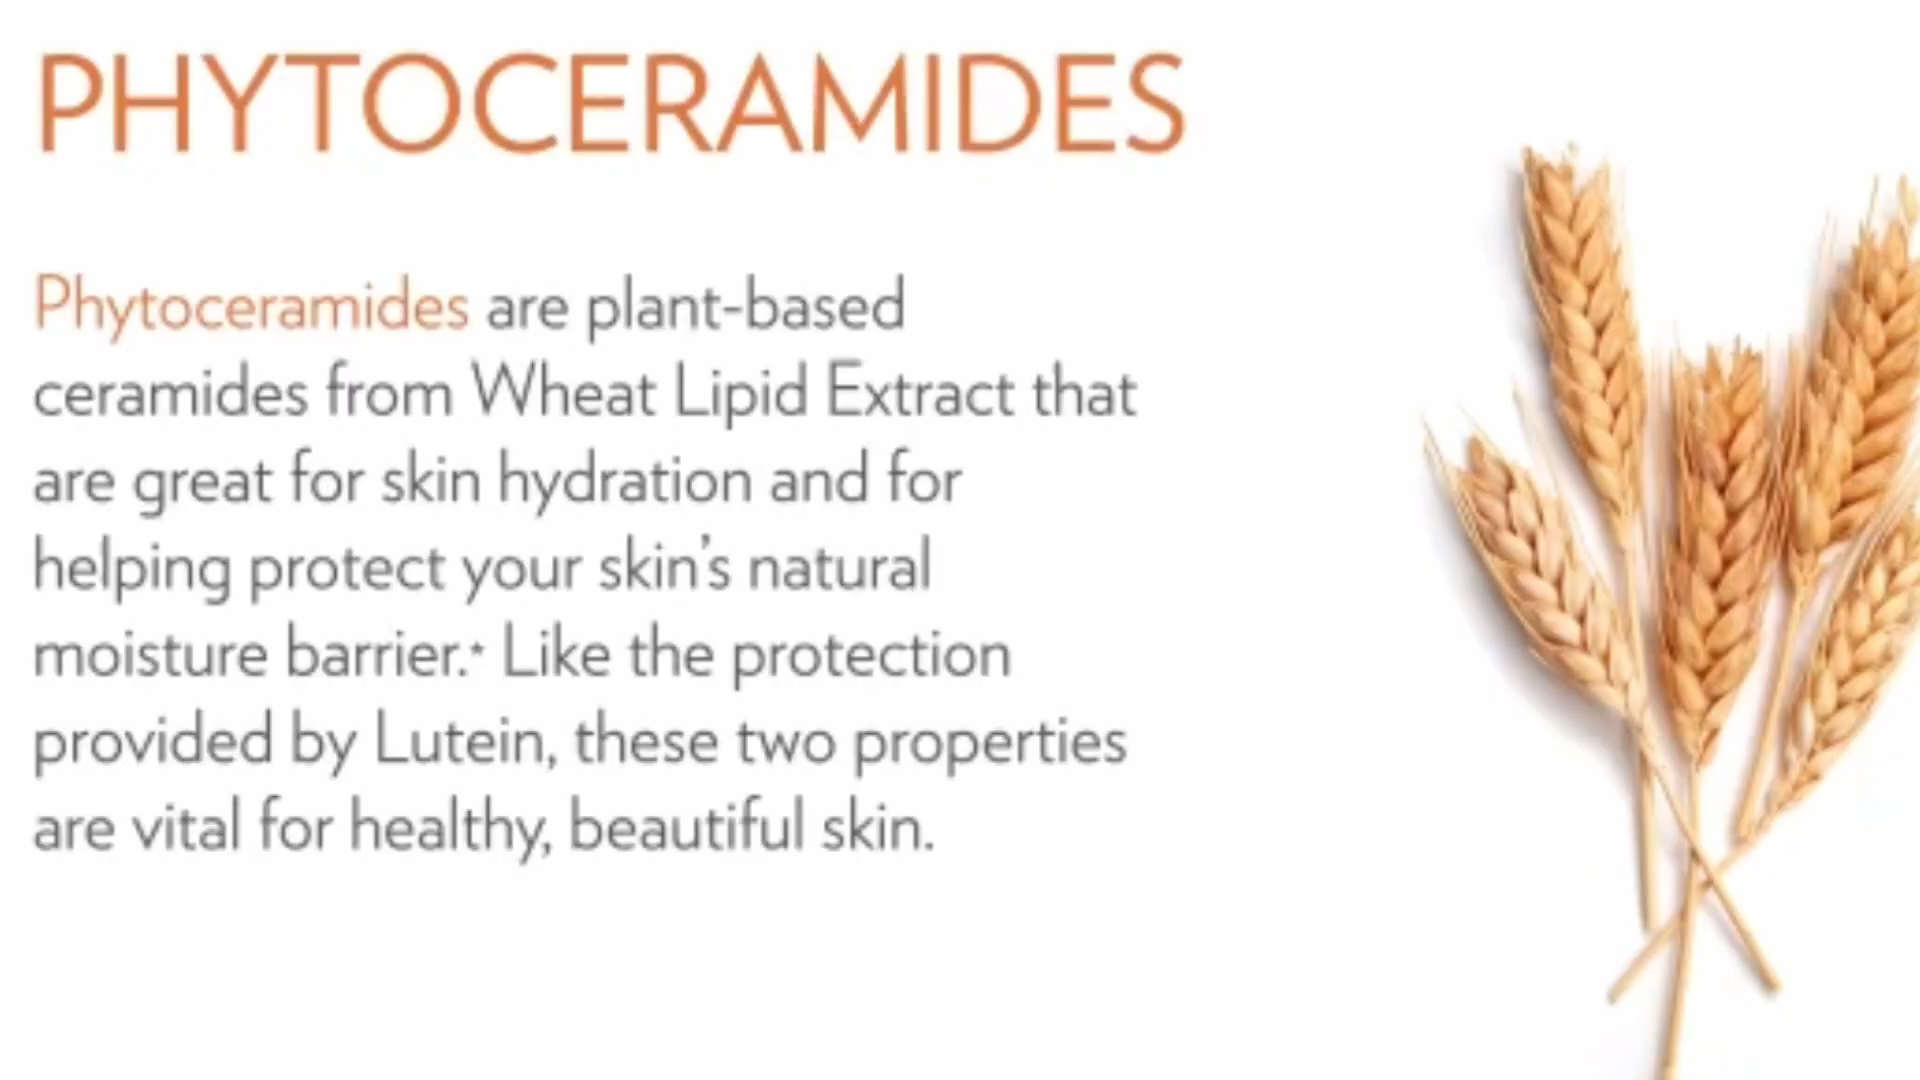 PHYTOCERAMIDES
Phytoceramides are plant-based
ceramides from Wheat Lipid Extract that
are great for skin hydration and for
helping protect your skin’s natural
moisture barrier.* Like the protection
provided by Lutein, these two properties
are vital for healthy, beautiful skin.